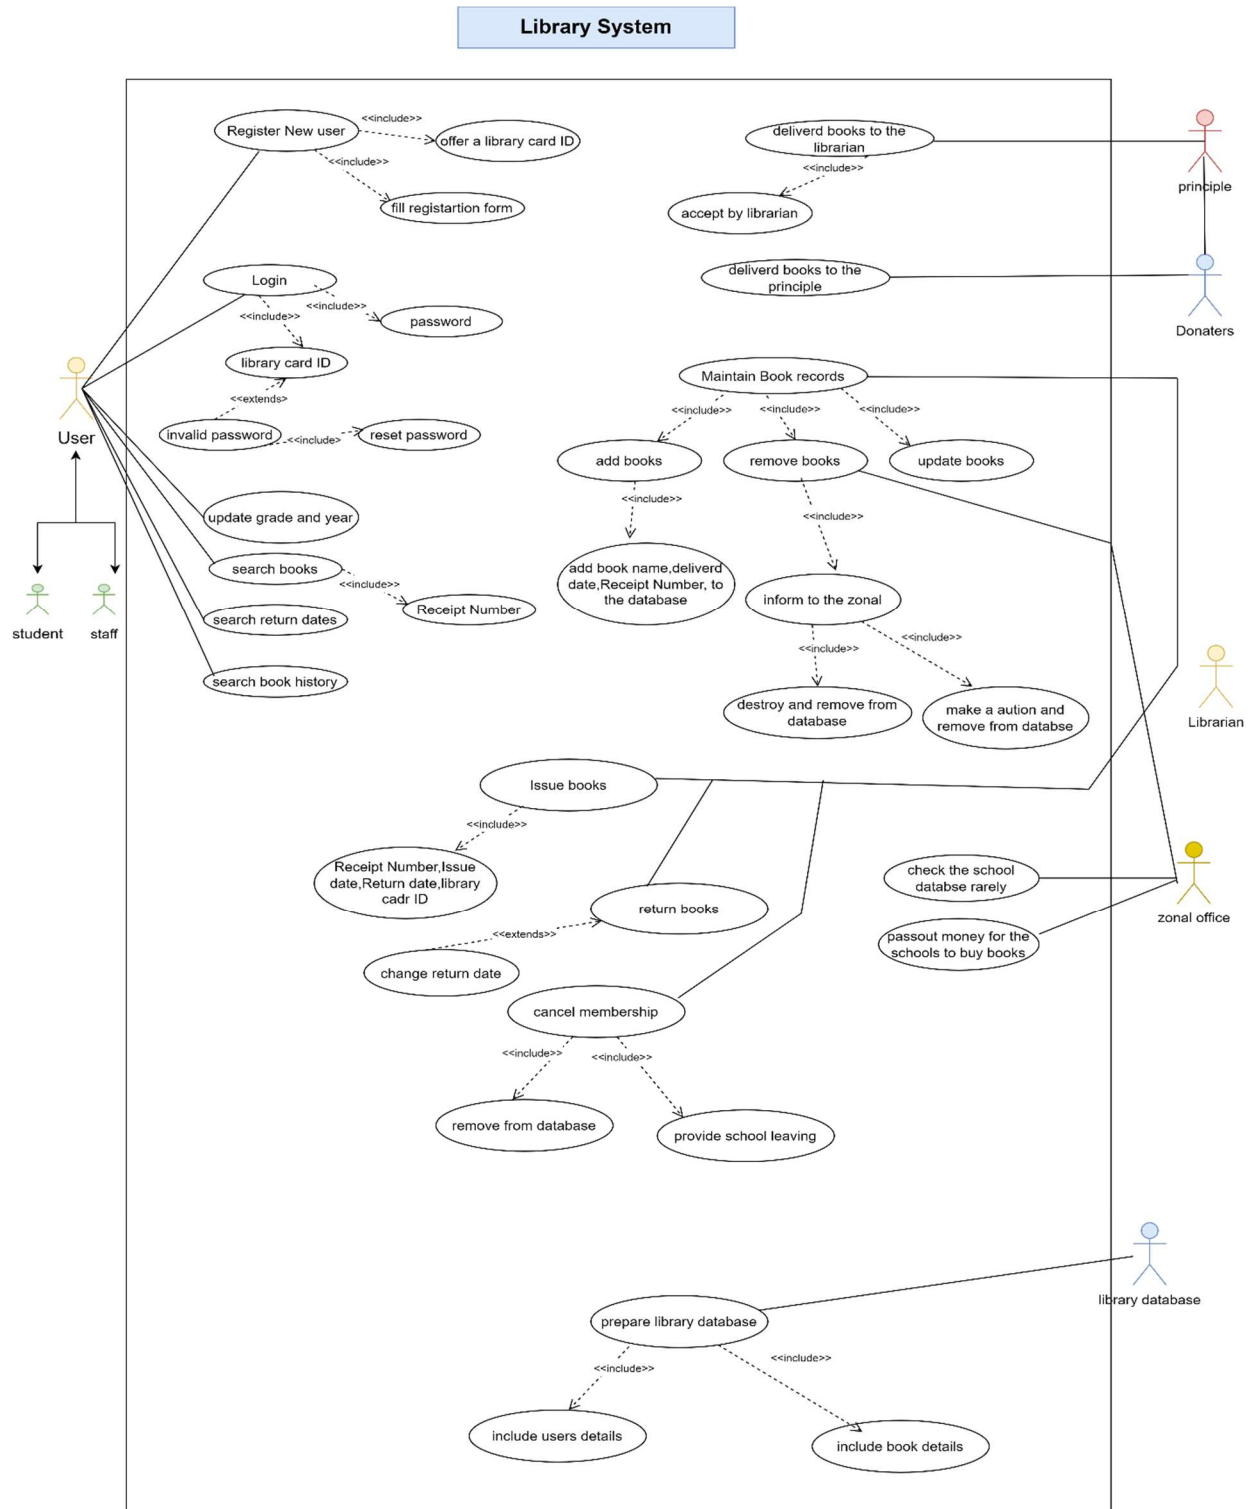 Library System
Register New user
<<include>>
offer a library card ID
<<include>>
fill registartion form
deliverd books to the
librarian
<<include>>
accept by librarian
principle
deliverd books to the
principle
Donaters
Login
<<include>>
<<include>>
password
library card ID
<<extends>
invalid password
<<include>
reset password
User
student
staff
update grade and year
search books
<<include>>
Receipt Number
search return dates
search book history
Maintain Book records
<<include>>
<<include>>
<<include>>
add books
remove books
update books
<<include>>
<<include>>
add book name,deliverd
date,Receipt Number, to
the database
inform to the zonal
<<include>>
<<include>>
destroy and remove from
database
make a aution and
remove from databse
Librarian
Issue books
<<include>>
Receipt Number,Issue
date,Return date,library
cadr ID
return books
<<extends>>
change return date
check the school
databse rarely
passout money for the
schools to buy books
zonal office
cancel membership
<<include>>
<<include>>
remove from database
provide school leaving
library database
prepare library database
<<include>>
<<include>>
include users details
include book details